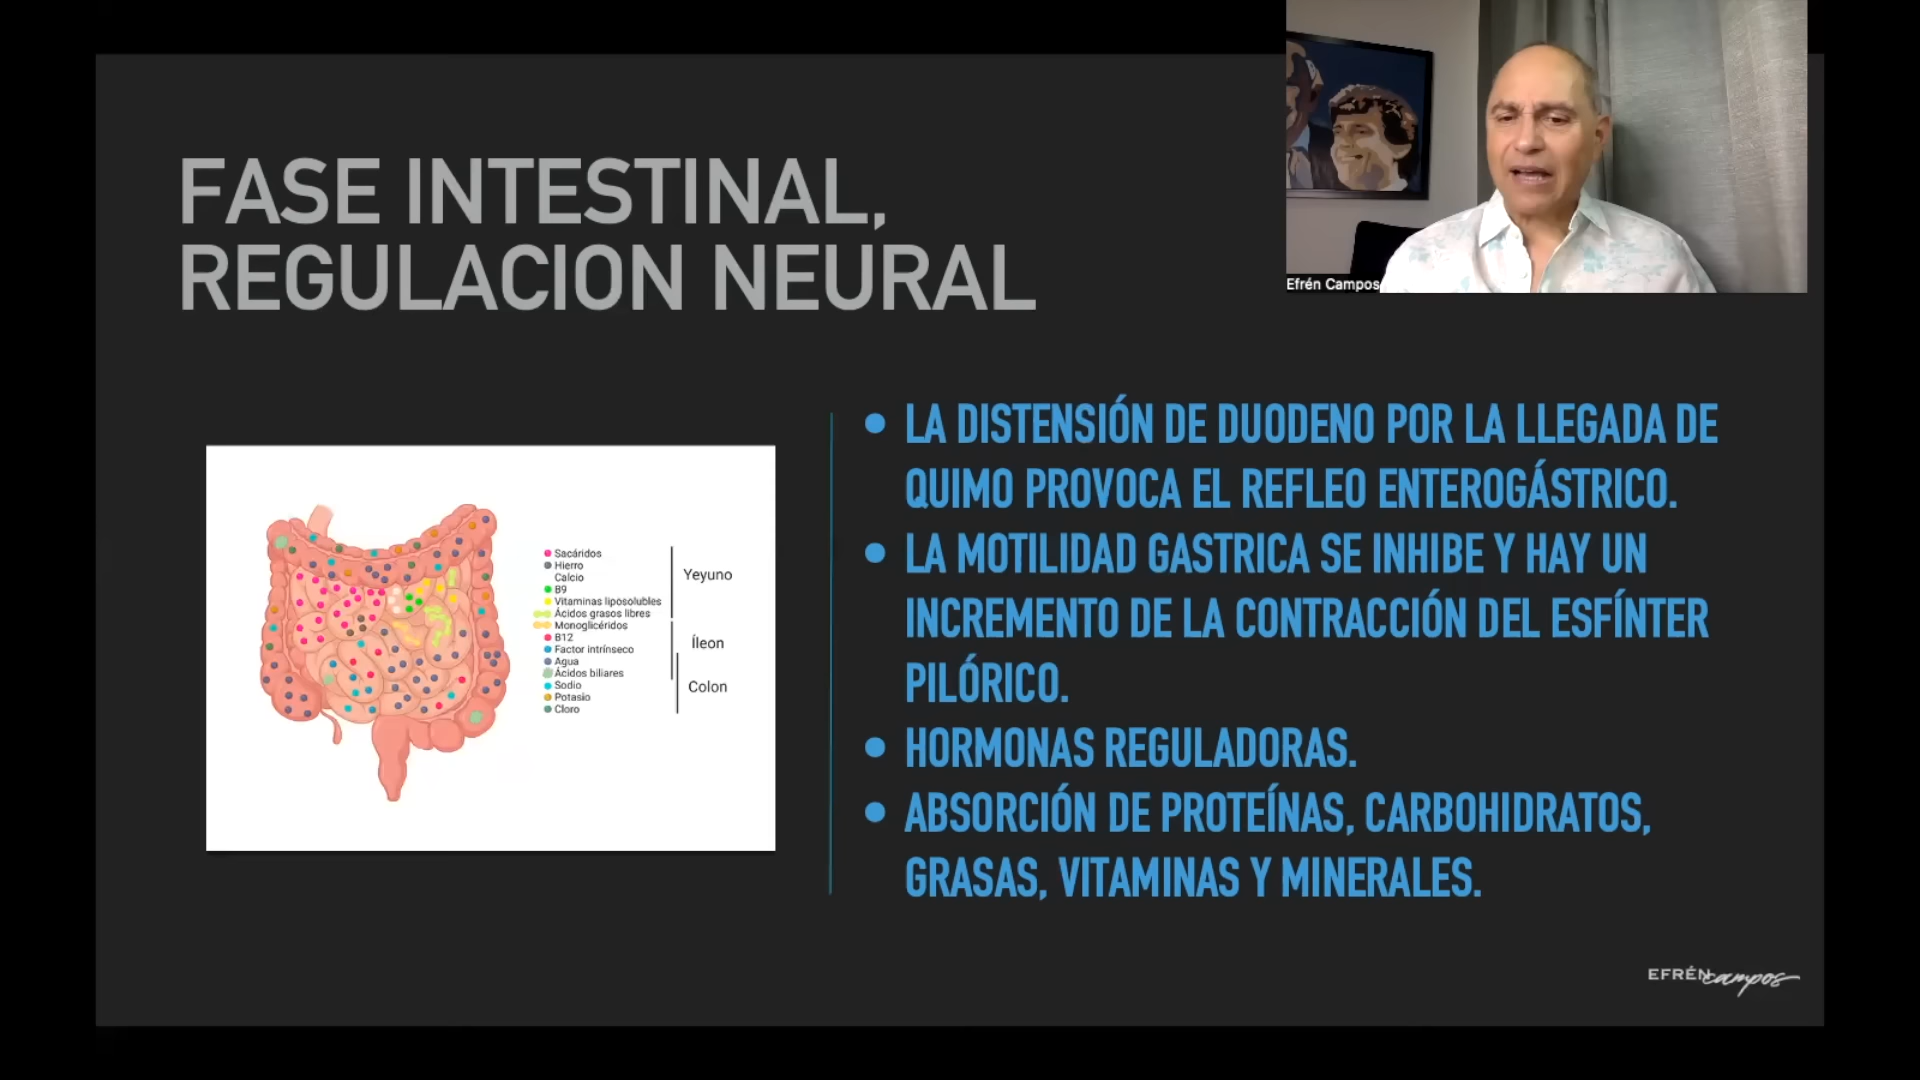 FASE INTESTINAL,
REGULACION NEURAL
Efrén Campos
LA DISTENSIÓN DE DUODENO POR LA LLEGADA DE
QUIMO PROVOCA EL REFLEO ENTEROGÁSTRICO.
LA MOTILIDAD GASTRICA SE INHIBE Y HAY UN
INCREMENTO DE LA CONTRACCIÓN DEL ESFÍNTER
PILÓRICO.
HORMONAS REGULADORAS.
ABSORCIÓN DE PROTEÍNAS, CARBOHIDRATOS,
GRASAS, VITAMINAS Y MINERALES.
Sacáridos
Hierro
Calcio
B9
Vitaminas liposolubles
Ácidos grasos libres
Monoglicéridos
B12
Factor intrínseco
Agua
Ácidos biliares
Sodio
Potasio
Cloro
Yeyuno
Íleon
Colon
EFRÉN campos